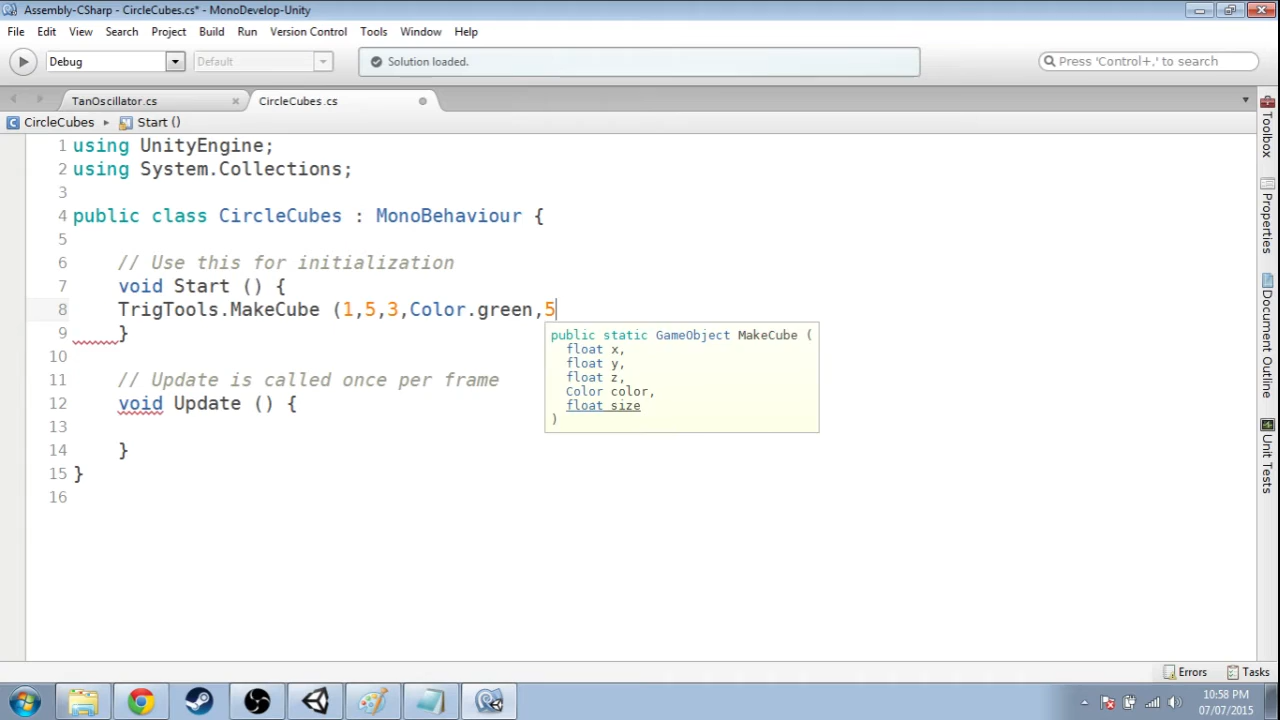 Assembly-CSharp - CircleCubes.cs* - MonoDevelop-Unity
File Edit View Search Project Build Run Version Control Tools Window Help
Debug Default Solution loaded. Press 'Control+,' to search
TanOscillator.cs CircleCubes.cs
CircleCubes Start ()
1 using UnityEngine;
2 using System.Collections;
3
4 public class CircleCubes : MonoBehaviour {
5
6 // Use this for initialization
7 void Start () {
8 TrigTools.MakeCube (1,5,3,Color.green,5
9 }
10
11 // Update is called once per frame
12 void Update () {
13
14 }
15 }
16
public static GameObject MakeCube (
float x,
float y,
float z,
Color color,
float size
)
Toolbox
Properties
Document Outline
Unit Tests
Errors Tasks
10:58 PM
07/07/2015